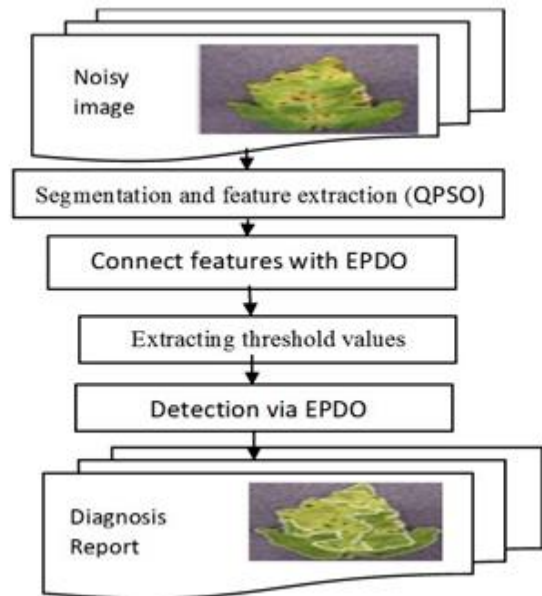 Noisy
image
Segmentation and feature extraction (QPSO)
Connect features with EPDO
Extracting threshold values
Detection via EPDO
Diagnosis
Report